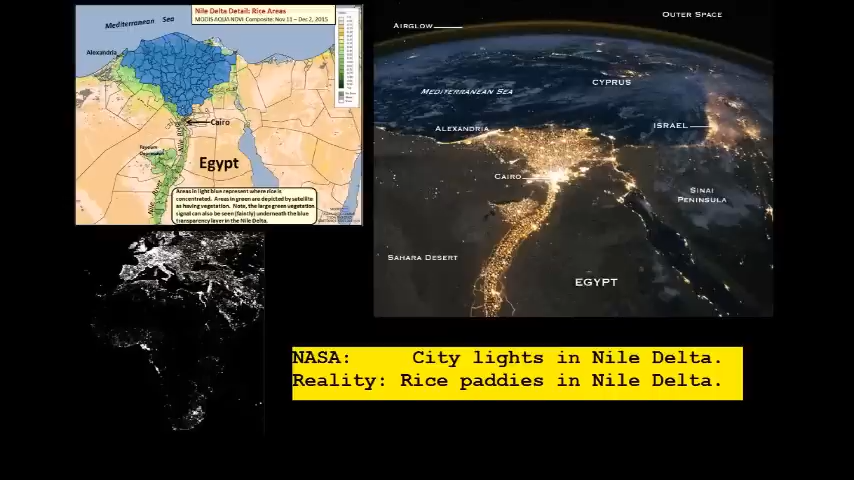 Nile Delta Detail: Rice Areas
MODIS AQUA NDVI Composite: Nov 11 – Dec 2, 2015
Mediterranean Sea
Alexandria
Cairo
Nile River
Fayoum
Depression
Egypt
Areas in light blue represent where rice is
concentrated. Areas in green are depicted by satellite
as having vegetation. Note, the large green vegetation
signal can also be seen (faintly) underneath the blue
transparency layer in the Nile Delta.
OUTER SPACE
AIRGLOW
CYPRUS
MEDITERRANEAN SEA
ISRAEL
ALEXANDRIA
CAIRO
SINAI
PENINSULA
SAHARA DESERT
EGYPT
NASA: City lights in Nile Delta.
Reality: Rice paddies in Nile Delta.